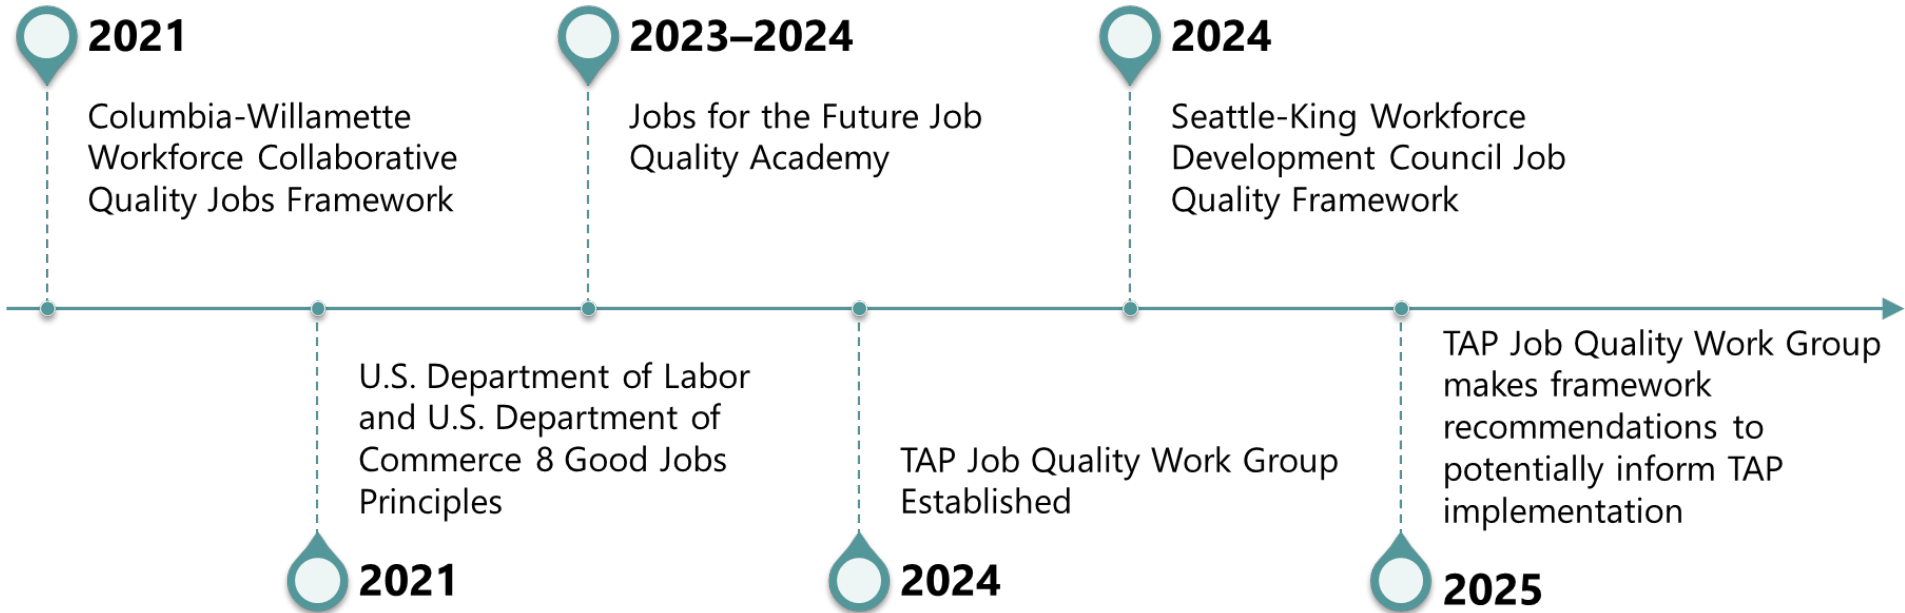 2021
Columbia-Willamette
Workforce Collaborative
Quality Jobs Framework
2021
U.S. Department of Labor
and U.S. Department of
Commerce 8 Good Jobs
Principles
2023–2024
Jobs for the Future Job
Quality Academy
2024
TAP Job Quality Work Group
Established
2024
Seattle-King Workforce
Development Council Job
Quality Framework
2025
TAP Job Quality Work Group
makes framework
recommendations to
potentially inform TAP
implementation